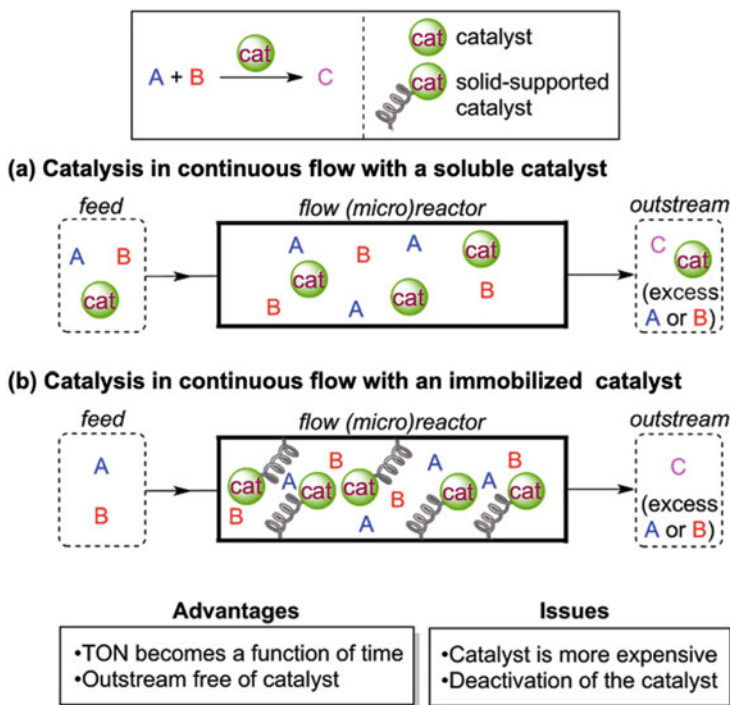 A + B cat C
cat catalyst
cat solid-supported
catalyst
(a) Catalysis in continuous flow with a soluble catalyst
feed flow (micro)reactor outstream
A B cat
A B A cat
cat B cat A B
C cat
(excess
A or B)
(b) Catalysis in continuous flow with an immobilized catalyst
feed flow (micro)reactor outstream
A
B
cat A B cat cat A A B cat cat
B B A
C
(excess
A or B)
Advantages
•TON becomes a function of time
•Outstream free of catalyst
Issues
•Catalyst is more expensive
•Deactivation of the catalyst